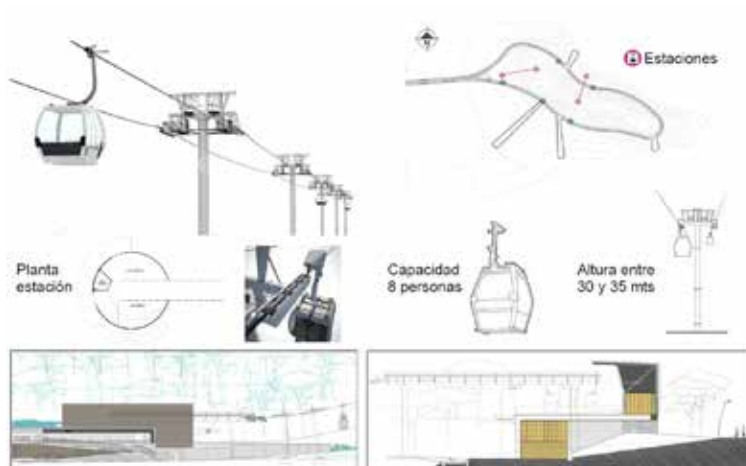 Estaciones
Planta
estación
Capacidad
8 personas
Altura entre
30 y 35 mts